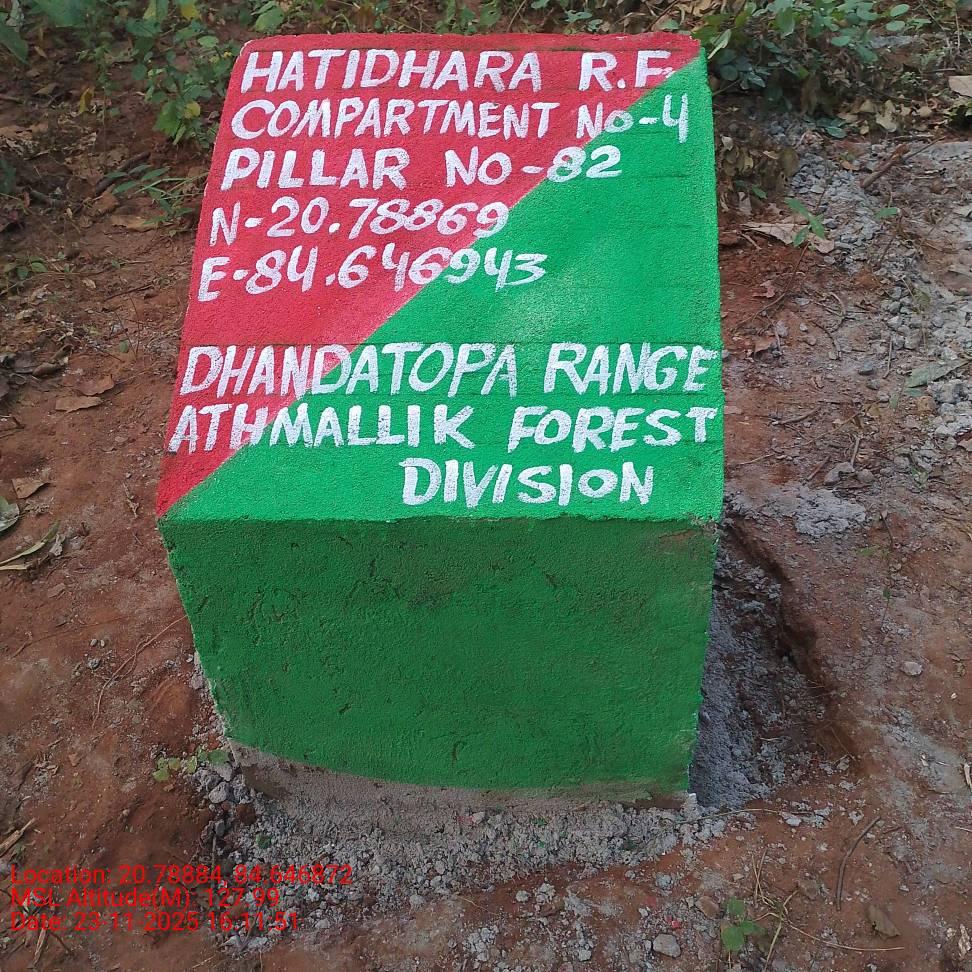 HATIDHARA R.F.
COMPARTMENT No-4
PILLAR NO-82
N-20.78869
E-84.646943
DHANDATOPA RANGE
ATHMALLIK FOREST
DIVISION
Location: 20.78884, 84.646872
MSL Altitude(M): 127.99
Date: 23-11-2025 16:11:51